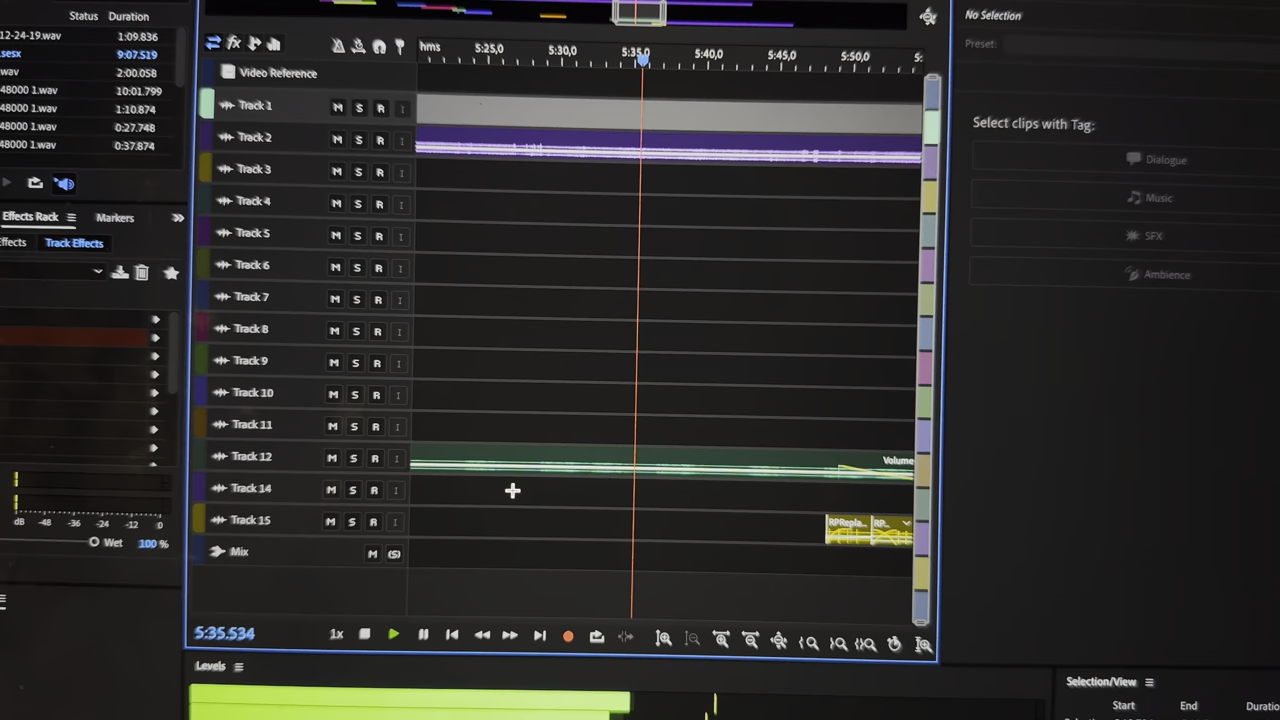 Status Duration
12-24-19.wav 1:09.836
.sesx 9:07.519
.wav 2:00.058
48000 1.wav 10:01.799
48000 1.wav 1:10.874
48000 1.wav 0:27.748
48000 1.wav 0:37.874
Effects Rack Markers
Effects Track Effects
dB -48 -36 -24 -12 0
Wet 100 %
fx
hms 5:25,0 5:30,0 5:35,0 5:40,0 5:45,0 5:50,0 5:
Video Reference
Track 1 M S R I
Track 2 M S R I
Track 3 M S R I
Track 4 M S R I
Track 5 M S R I
Track 6 M S R I
Track 7 M S R I
Track 8 M S R I
Track 9 M S R I
Track 10 M S R I
Track 11 M S R I
Track 12 M S R I Volume
Track 14 M S R I
Track 15 M S R I RPRepla... RP...
Mix M (S)
5:35.534 1x
Levels
No Selection
Preset:
Select clips with Tag:
Dialogue
Music
SFX
Ambience
Selection/View
Start End Duratio